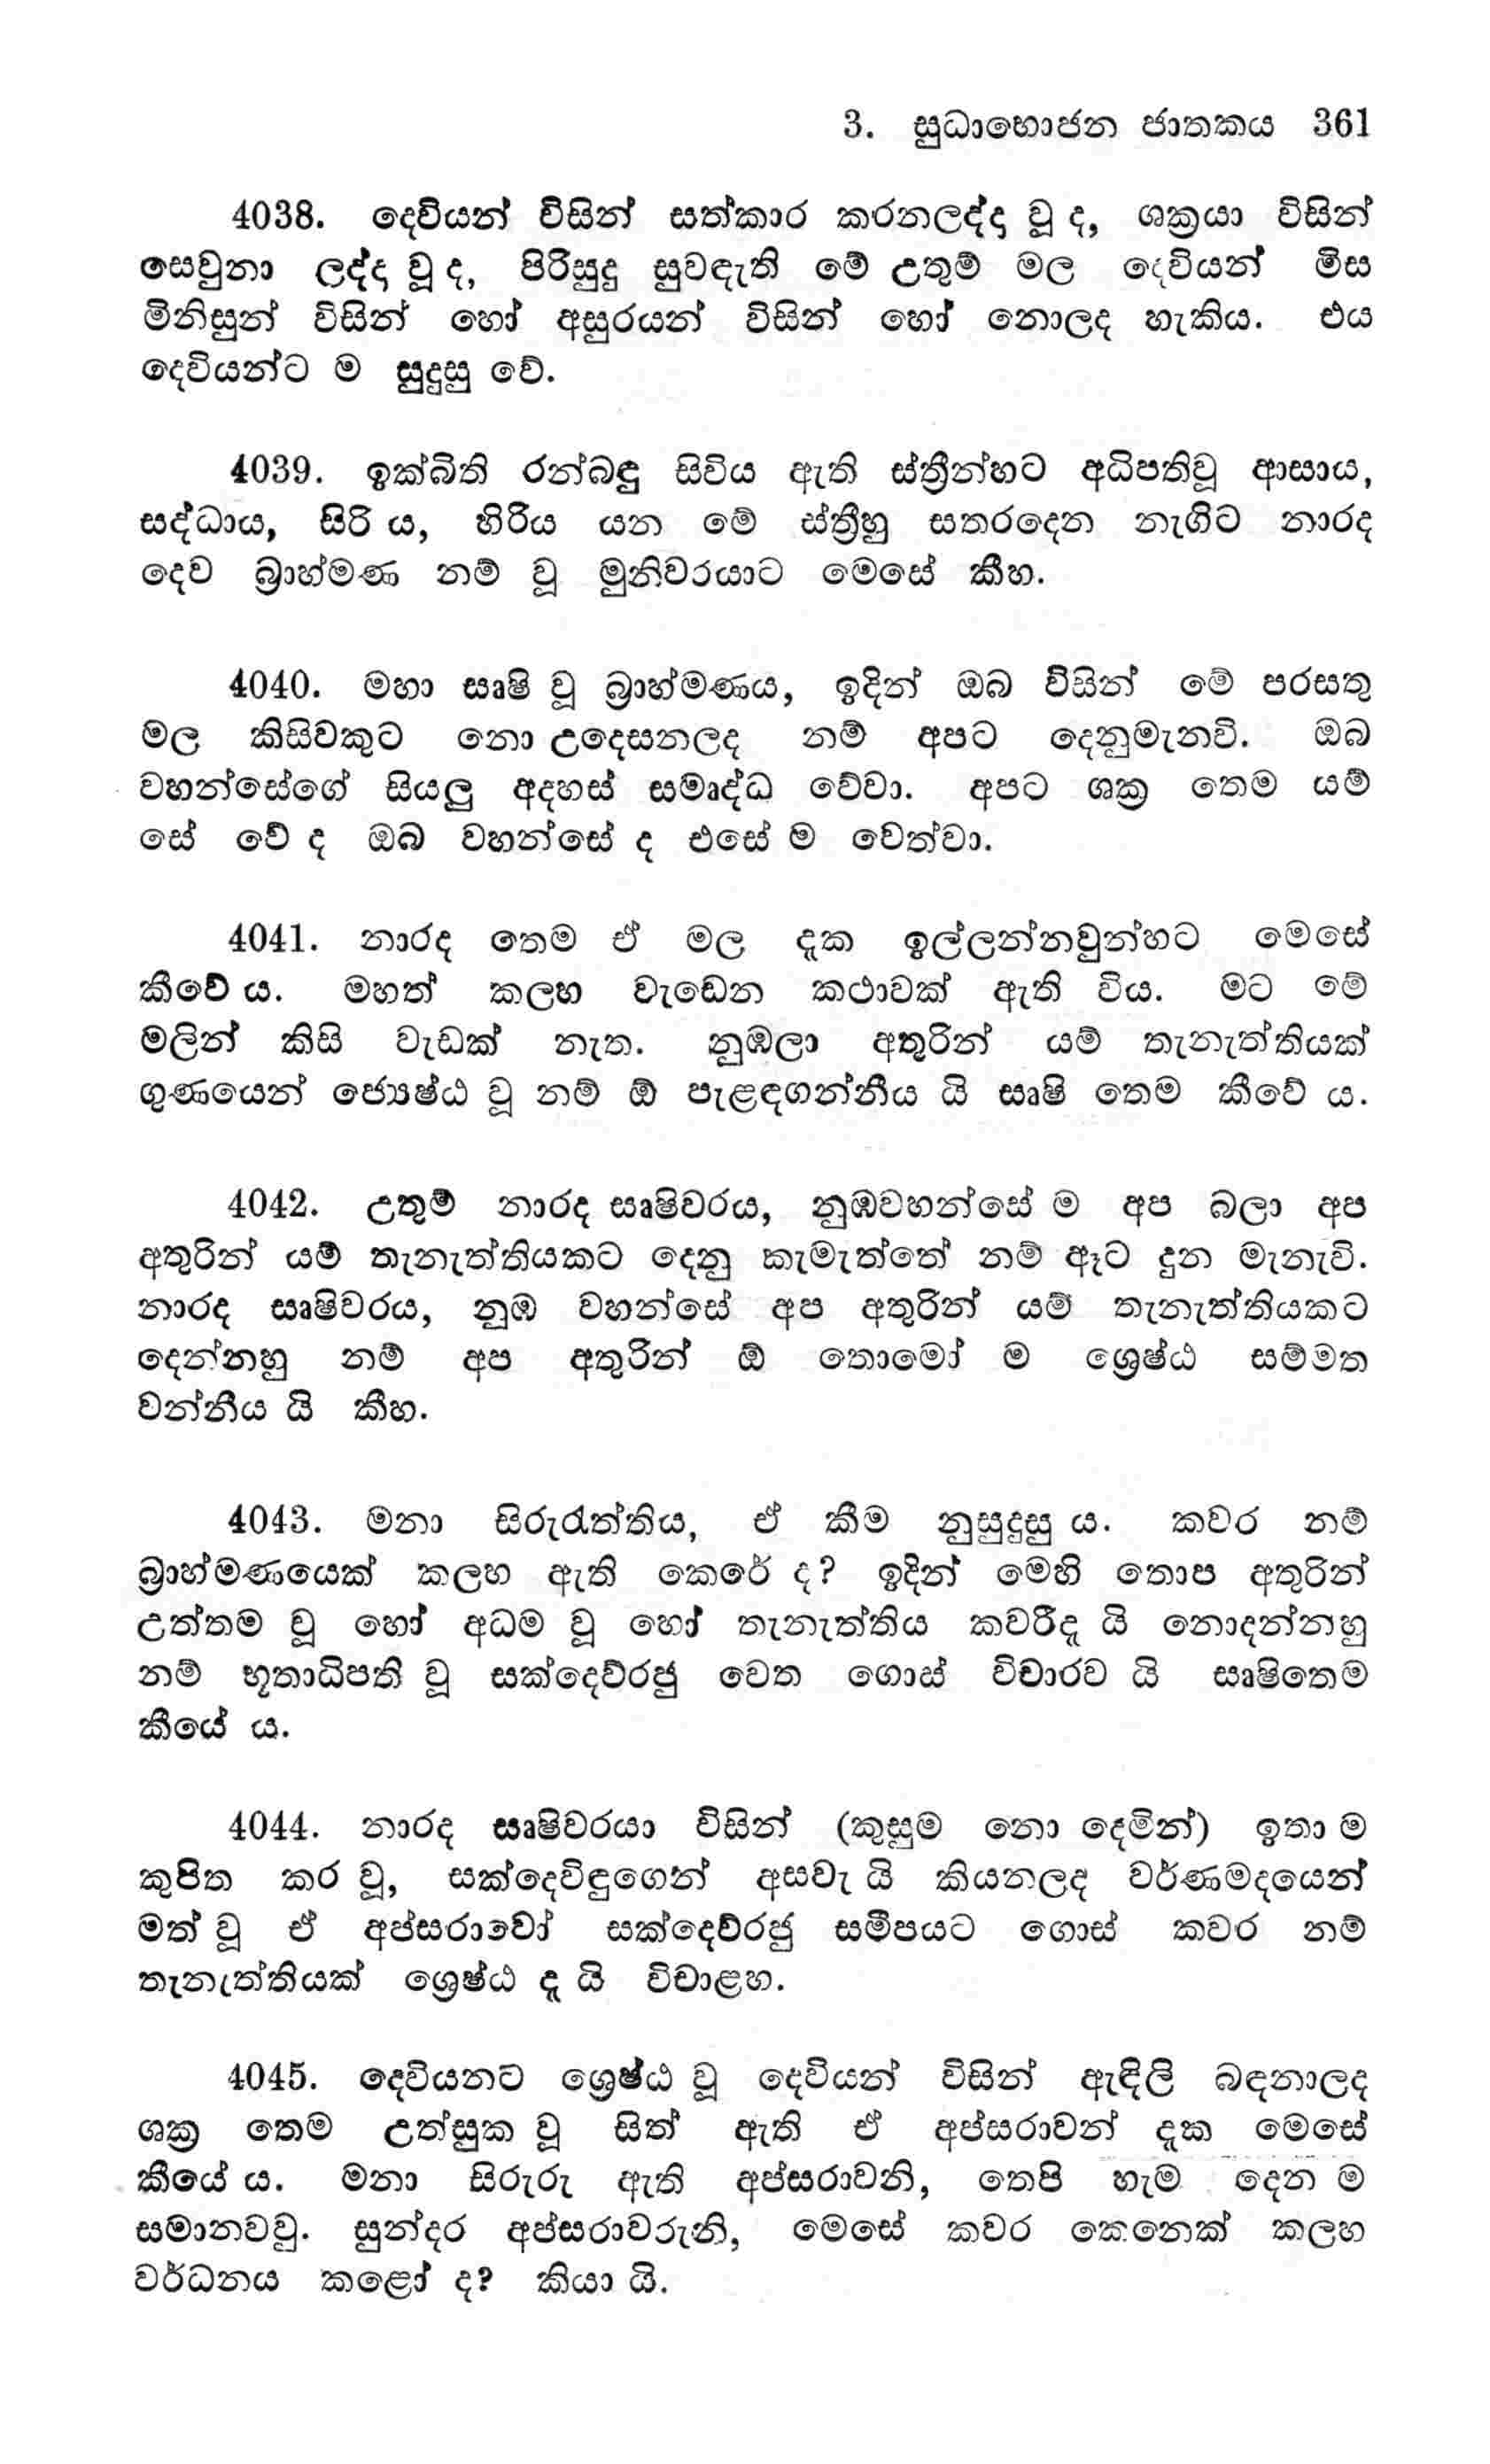 3. සුධාභොජන ජාතකය 361
4038. දෙවියන් විසින් සත්කාර කරනලද්ද වූ ද, ශක්‍රයා විසින්
සෙවුනා ලද්ද වූ ද, පිරිසුදු සුවඳැති මේ උතුම් මල දෙවියන් මිස
මිනිසුන් විසින් හෝ අසුරයන් විසින් හෝ නොලද හැකිය. එය
දෙවියන්ට ම සුදුසු වේ.
4039. ඉක්බිති රන්බඳු සිවිය ඇති ස්ත්‍රීන්හට අධිපතිවූ ආසාය,
සද්ධාය, සිරි ය, හිරිය යන මේ ස්ත්‍රීහු සතරදෙන නැගිට නාරද
දෙව බ්‍රාහ්මණ නම් වූ මුනිවරයාට මෙසේ කීහ.
4040. මහා සෘෂි වූ බ්‍රාහ්මණය, ඉදින් ඔබ විසින් මේ පරසතු
මල කිසිවකුට නො උදෙසනලද නම් අපට දෙනුමැනවි. ඔබ
වහන්සේගේ සියලු අදහස් සමෘද්ධ වේවා. අපට ශක්‍ර තෙම යම්
සේ වේ ද ඔබ වහන්සේ ද එසේ ම වෙත්වා.
4041. නාරද තෙම ඒ මල දැක ඉල්ලන්නවුන්හට මෙසේ
කීවේ ය. මහත් කලහ වැඩෙන කථාවක් ඇති විය. මට මේ
මලින් කිසි වැඩක් නැත. නුඹලා අතුරින් යම් තැනැත්තියක්
ගුණයෙන් ජ්‍යෙෂ්ඨ වූ නම් ඕ පැළඳගන්නීය යි සෘෂි තෙම කීවේ ය.
4042. උතුම් නාරද සෘෂිවරය, නුඹවහන්සේ ම අප බලා අප
අතුරින් යම් තැනැත්තියකට දෙනු කැමැත්තේ නම් ඈට දුන මැනැවි.
නාරද සෘෂිවරය, නුඹ වහන්සේ අප අතුරින් යම් තැනැත්තියකට
දෙන්නහු නම් අප අතුරින් ඕ තොමෝ ම ශ්‍රේෂ්ඨ සම්මත
වන්නීය යි කීහ.
4043. මනා සිරුරැත්තිය, ඒ කීම නුසුදුසු ය. කවර නම්
බ්‍රාහ්මණයෙක් කලහ ඇති කෙරේ ද? ඉදින් මෙහි තොප අතුරින්
උත්තම වූ හෝ අධම වූ හෝ තැනැත්තිය කවරීදැ යි නොදන්නහු
නම් භූතාධිපති වූ සක්දෙව්රජු වෙත ගොස් විචාරව යි සෘෂිතෙම
කීයේ ය.
4044. නාරද සෘෂිවරයා විසින් (කුසුම නො දෙමින්) ඉතා ම
කුපිත කර වූ, සක්දෙවිඳුගෙන් අසවැ යි කියනලද වර්ණමදයෙන්
මත් වූ ඒ අප්සරාවෝ සක්දෙව්රජු සමීපයට ගොස් කවර නම්
තැනැත්තියක් ශ්‍රේෂ්ඨ දැ යි විචාළහ.
4045. දෙවියනට ශ්‍රේෂ්ඨ වූ දෙවියන් විසින් ඇඳිලි බඳනාලද
ශක්‍ර තෙම උත්සුක වූ සිත් ඇති ඒ අප්සරාවන් දැක මෙසේ
කීයේ ය. මනා සිරුරු ඇති අප්සරාවනි, තෙපි හැම දෙන ම
සමානවවු. සුන්දර අප්සරාවරුනි, මෙසේ කවර කෙනෙක් කලහ
වර්ධනය කළෝ ද? කියා යි.